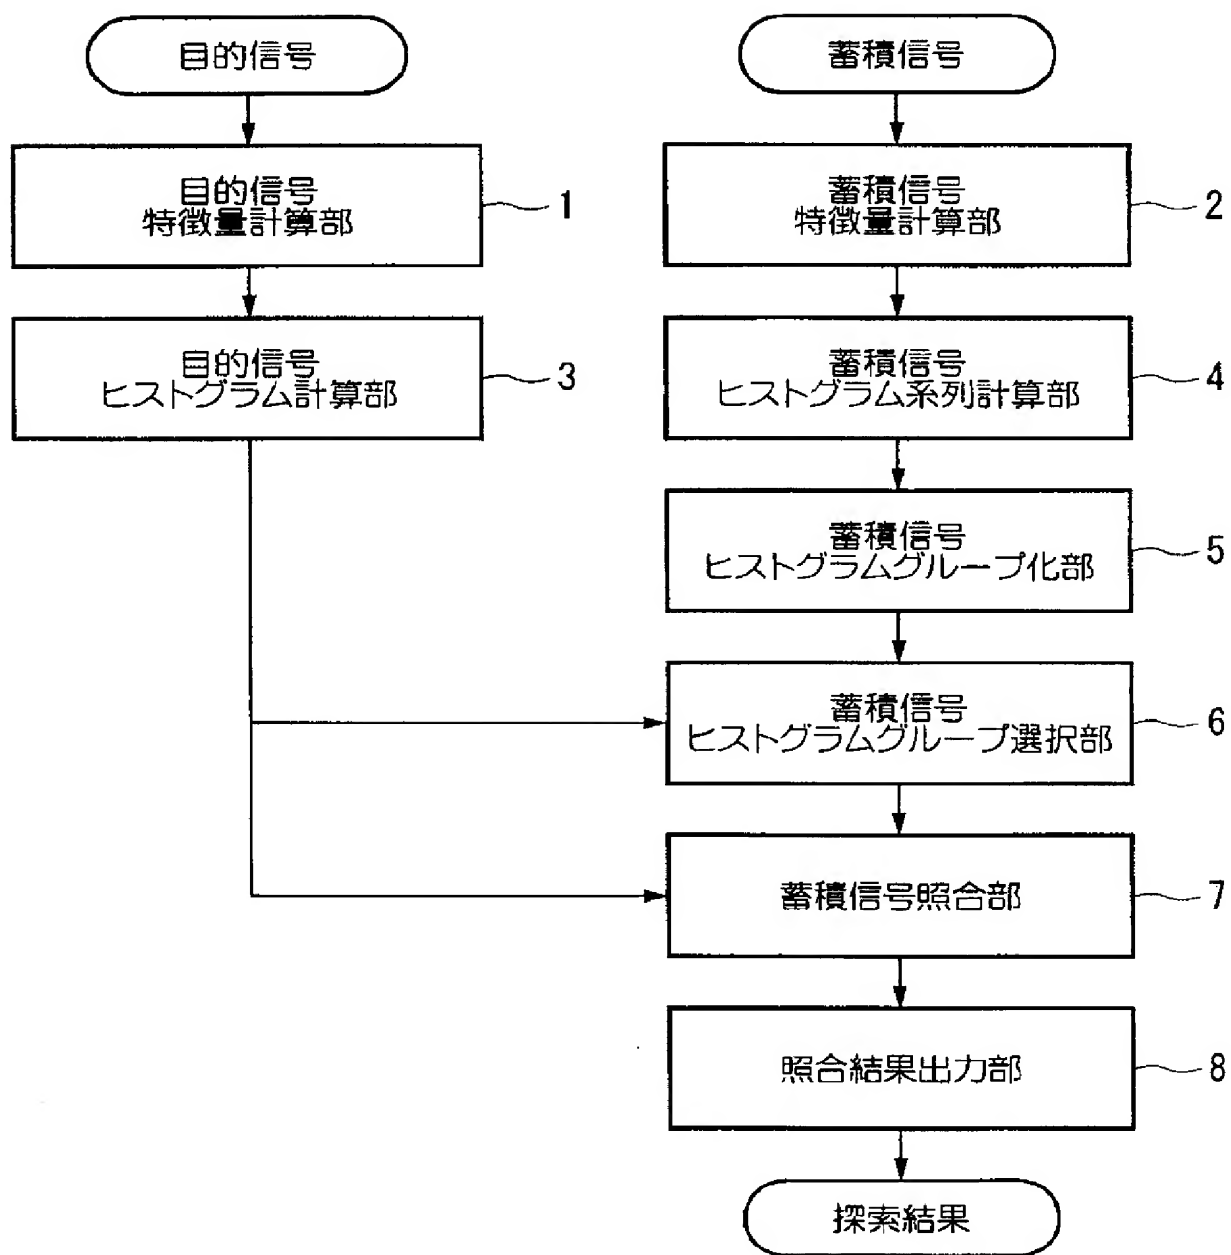 目的信号
蓄積信号
目的信号
特徴量計算部
1
蓄積信号
特徴量計算部
2
目的信号
ヒストグラム計算部
3
蓄積信号
ヒストグラム系列計算部
4
蓄積信号
ヒストグラムグループ化部
5
蓄積信号
ヒストグラムグループ選択部
6
蓄積信号照合部
7
照合結果出力部
8
探索結果